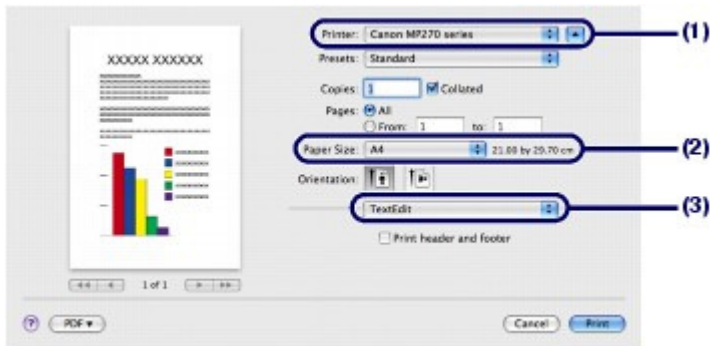 Printer: Canon MP270 series (1)
XXXXX XXXXXX
Presets: Standard
Copies: 1 Collated
Pages: All
From: 1 to: 1
Paper Size: A4 21.00 by 29.70 cm (2)
Orientation:
TextEdit (3)
Print header and footer
1 of 1
? PDF Cancel Print